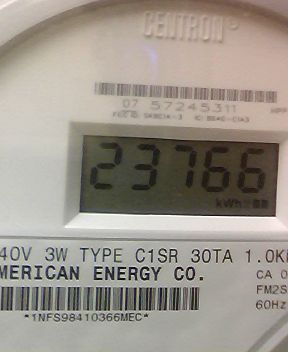 CENTRON®
07 57245311
23766
kWh
40V 3W TYPE C1SR 30TA 1.0K
MERICAN ENERGY CO.
CA 0
FM2S
60Hz
*1NFS98410366MEC*